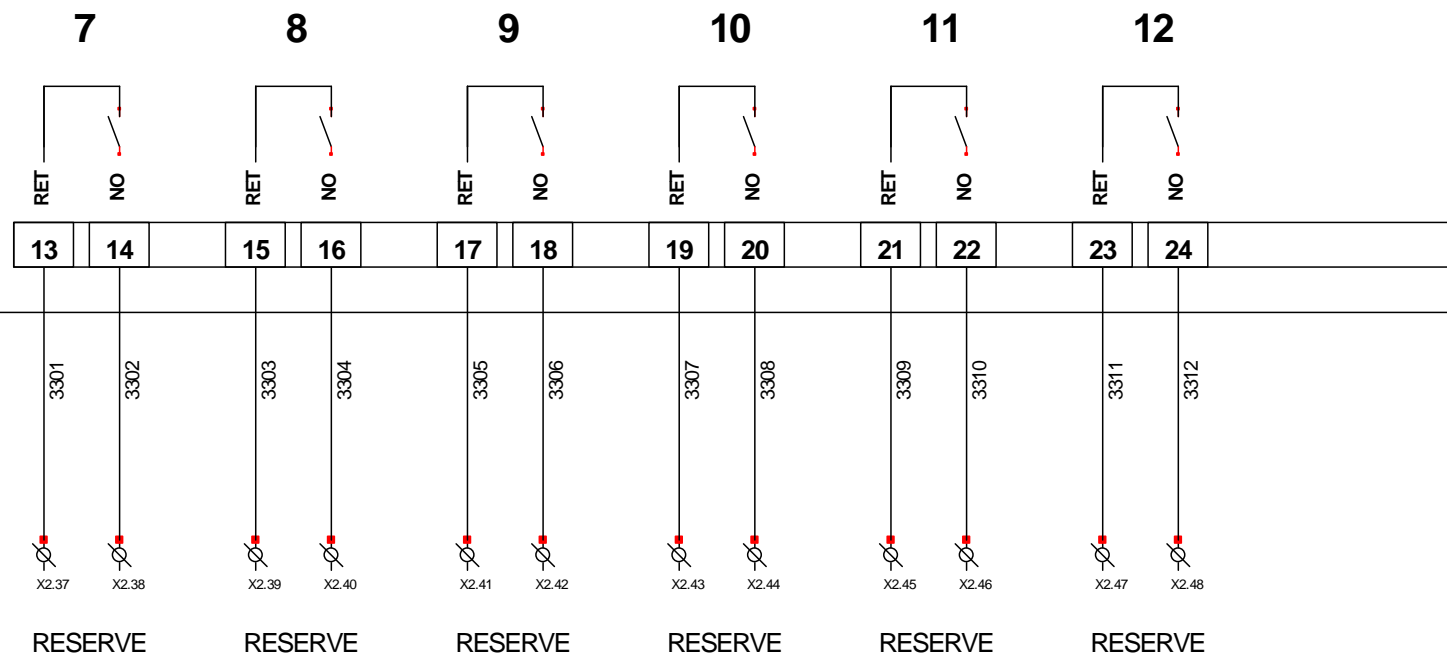 7 8 9 10 11 12
RET NO RET NO RET NO RET NO RET NO RET NO
13 14 15 16 17 18 19 20 21 22 23 24
3301 3302 3303 3304 3305 3306 3307 3308 3309 3310 3311 3312
X2.37 X2.38 X2.39 X2.40 X2.41 X2.42 X2.43 X2.44 X2.45 X2.46 X2.47 X2.48
RESERVE RESERVE RESERVE RESERVE RESERVE RESERVE